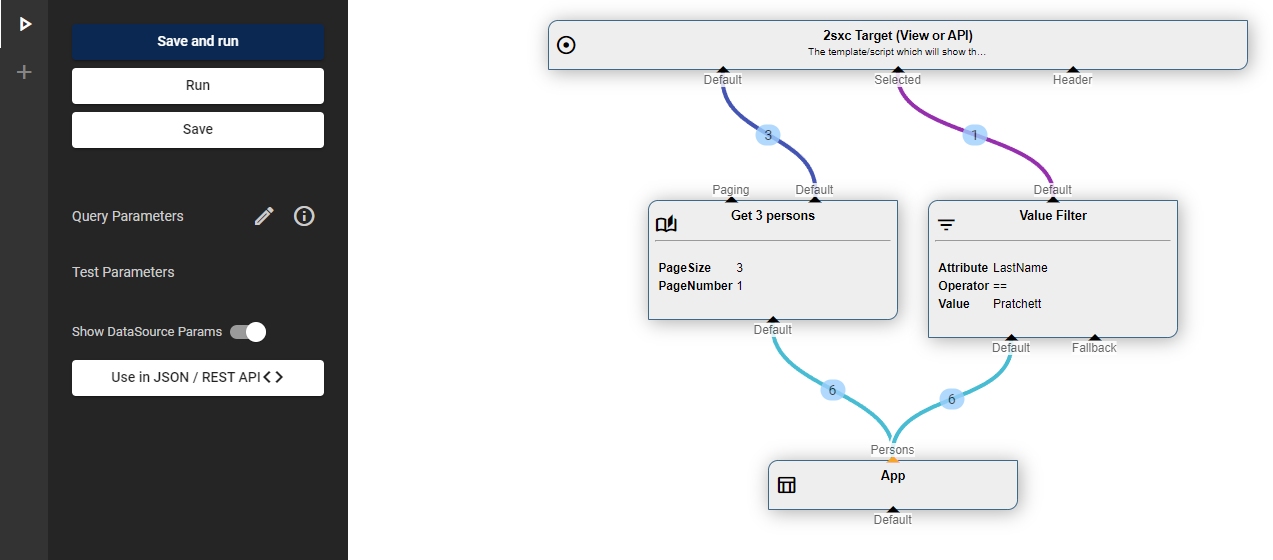 Save and run
Run
Save
Query Parameters
Test Parameters
Show DataSource Params
Use in JSON / REST API
2sxc Target (View or API)
The template/script which will show th...
Default Selected Header
3 1
Paging Default Default
Get 3 persons
PageSize 3
PageNumber 1
Default
Value Filter
Attribute LastName
Operator ==
Value Pratchett
Default Fallback
6 6
Persons
App
Default